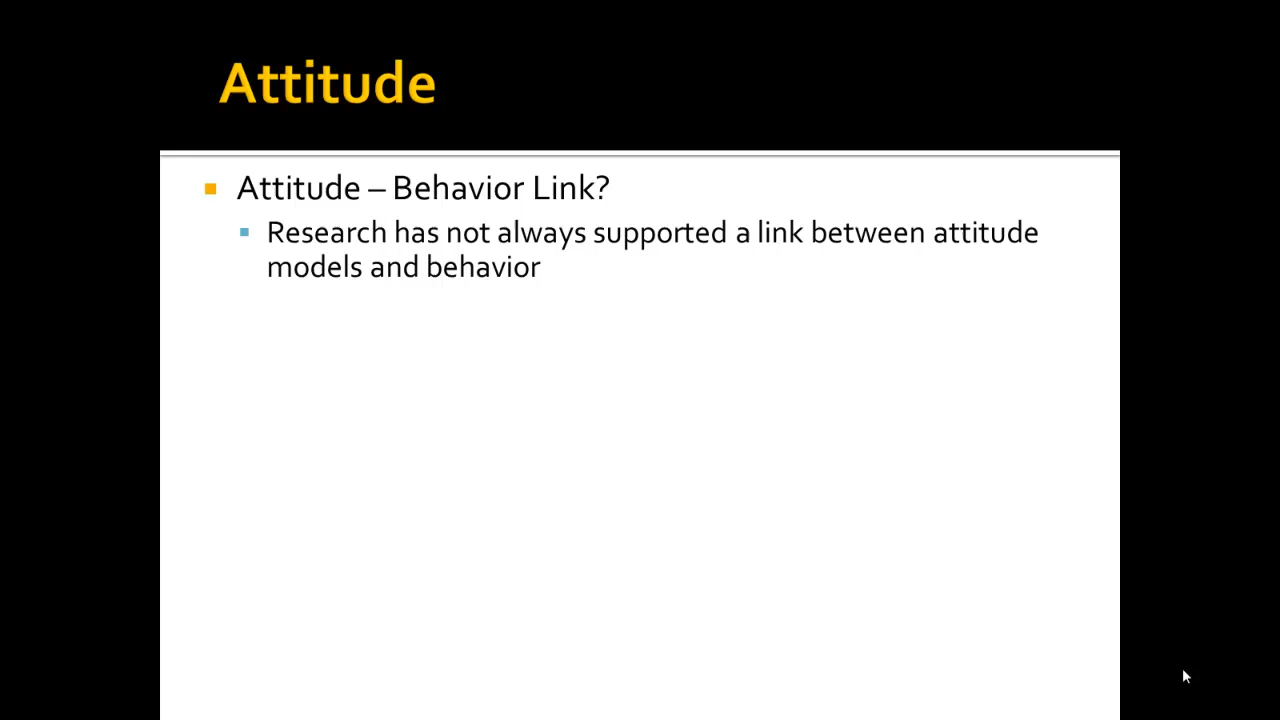 Attitude
Attitude – Behavior Link?
Research has not always supported a link between attitude
models and behavior